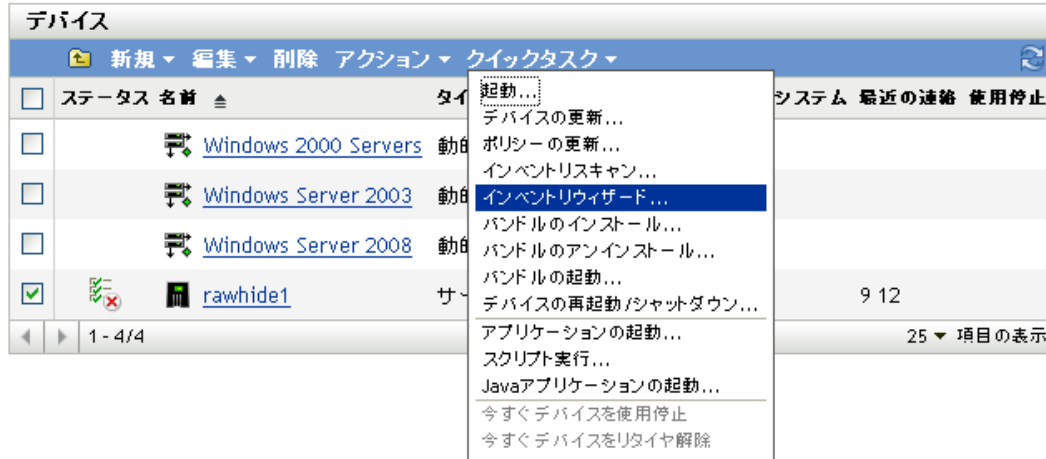 デバイス
新規 編集 削除 アクション クイックタスク
ステータス 名前 タイ システム 最近の連絡 使用停止
Windows 2000 Servers 動的
Windows Server 2003 動的
Windows Server 2008 動的
rawhide1 サー 9 12
1 - 4/4 25 項目の表示
起動...
デバイスの更新...
ポリシーの更新...
インベントリスキャン...
インベントリウィザード...
バンドルのインストール...
バンドルのアンインストール...
バンドルの起動...
デバイスの再起動/シャットダウン...
アプリケーションの起動...
スクリプト実行...
Javaアプリケーションの起動...
今すぐデバイスを使用停止
今すぐデバイスをリタイヤ解除